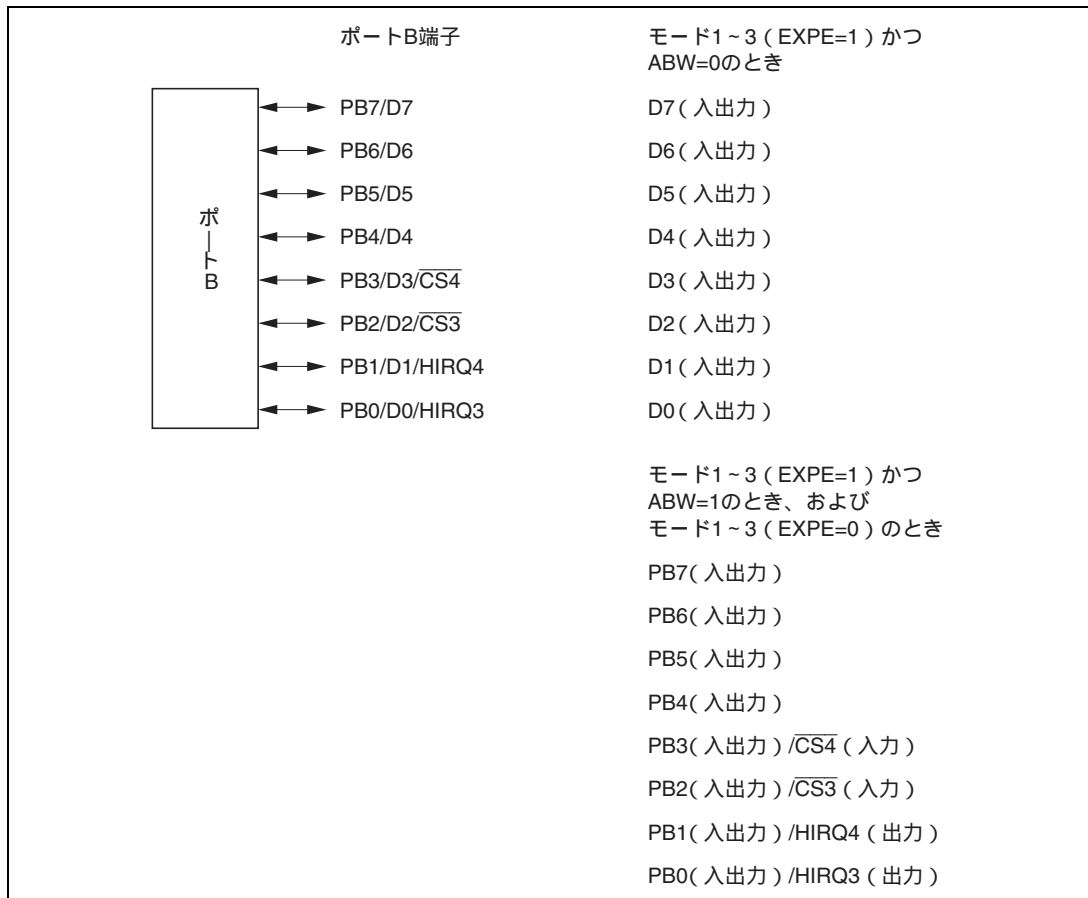 ポートB端子
モード1～3（EXPE=1）かつ
ABW=0のとき
ポートB
PB7/D7
D7（入出力）
PB6/D6
D6（入出力）
PB5/D5
D5（入出力）
PB4/D4
D4（入出力）
PB3/D3/C̅S̅4̅
D3（入出力）
PB2/D2/C̅S̅3̅
D2（入出力）
PB1/D1/HIRQ4
D1（入出力）
PB0/D0/HIRQ3
D0（入出力）
モード1～3（EXPE=1）かつ
ABW=1のとき、および
モード1～3（EXPE=0）のとき
PB7（入出力）
PB6（入出力）
PB5（入出力）
PB4（入出力）
PB3（入出力）/C̅S̅4̅（入力）
PB2（入出力）/C̅S̅3̅（入力）
PB1（入出力）/HIRQ4（出力）
PB0（入出力）/HIRQ3（出力）